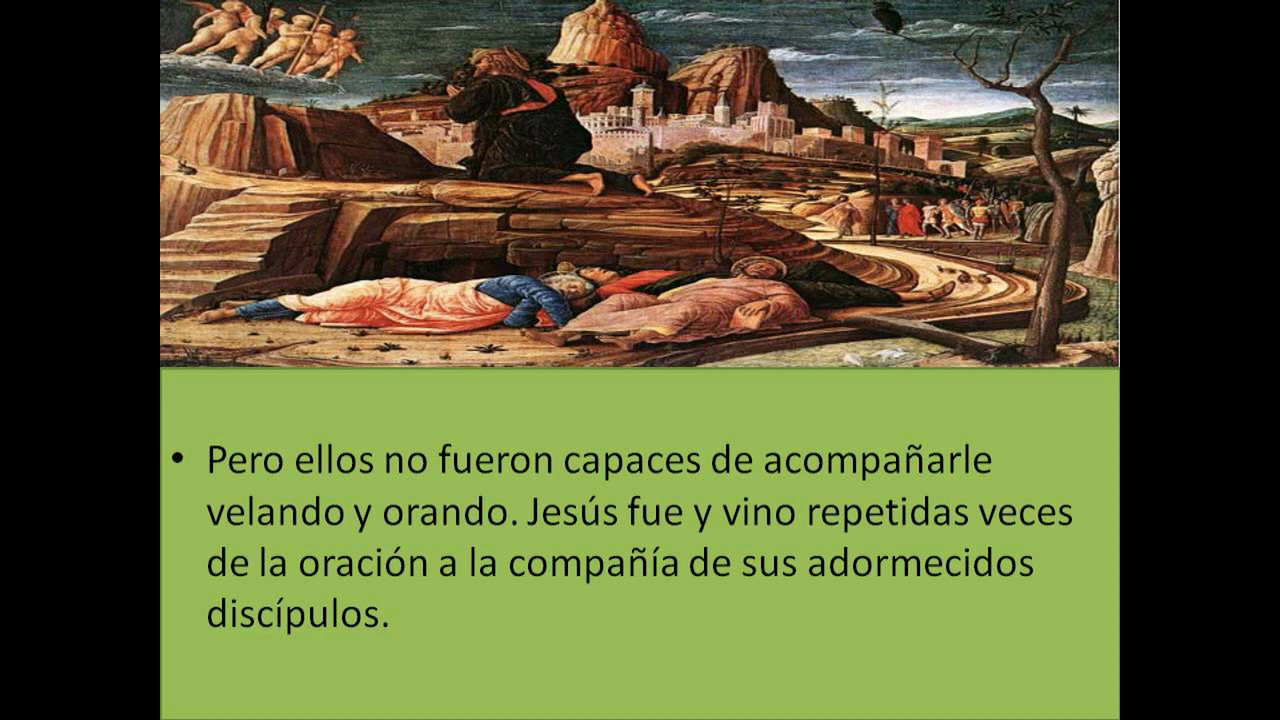 • Pero ellos no fueron capaces de acompañarle
velando y orando. Jesús fue y vino repetidas veces
de la oración a la compañía de sus adormecidos
discípulos.